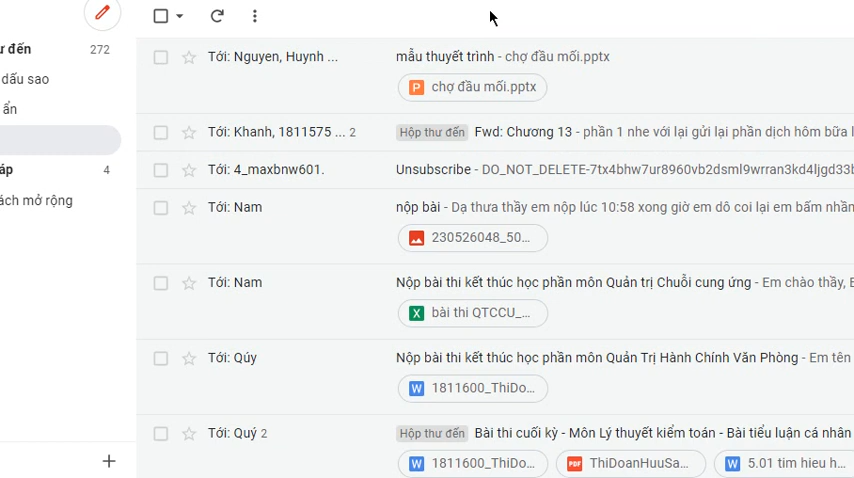 ư đến 272
dấu sao
ẩn
áp 4
ách mở rộng
Tới: Nguyen, Huynh ... mẫu thuyết trình - chợ đầu mối.pptx
P chợ đầu mối.pptx
Tới: Khanh, 1811575 ... 2 Hộp thư đến Fwd: Chương 13 - phần 1 nhe với lại gửi lại phần dịch hôm bữa l
Tới: 4_maxbnw601. Unsubscribe - DO_NOT_DELETE-7tx4bhw7ur8960vb2dsml9wrran3kd4ljgd33b
Tới: Nam nộp bài - Dạ thưa thầy em nộp lúc 10:58 xong giờ em dô coi lại em bấm nhầm
230526048_50...
Tới: Nam Nộp bài thi kết thúc học phần môn Quản trị Chuỗi cung ứng - Em chào thầy, E
X bài thi QTCCU_...
Tới: Qúy Nộp bài thi kết thúc học phần môn Quản Trị Hành Chính Văn Phòng - Em tên
W 1811600_ThiDo...
Tới: Quý 2 Hộp thư đến Bài thi cuối kỳ - Môn Lý thuyết kiểm toán - Bài tiểu luận cá nhân
W 1811600_ThiDo... PDF ThiDoanHuuSa... W 5.01 tim hieu h...